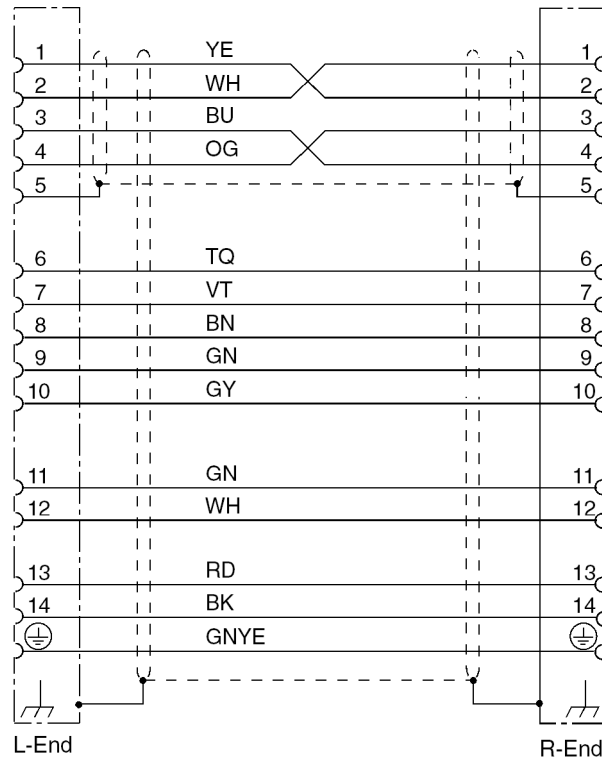 1 YE 1
2 WH 2
3 BU 3
4 OG 4
5 5
6 TQ 6
7 VT 7
8 BN 8
9 GN 9
10 GY 10
11 GN 11
12 WH 12
13 RD 13
14 BK 14
GNYE
L-End R-End